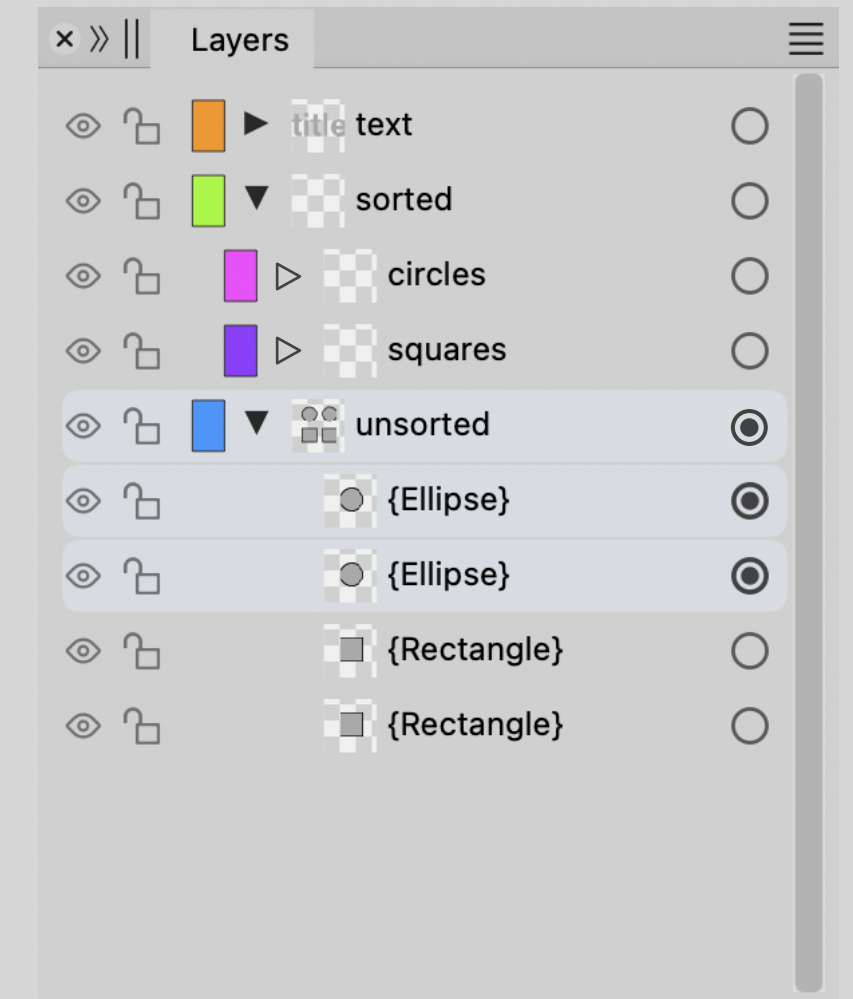 Layers
title text
sorted
circles
squares
unsorted
{Ellipse}
{Ellipse}
{Rectangle}
{Rectangle}